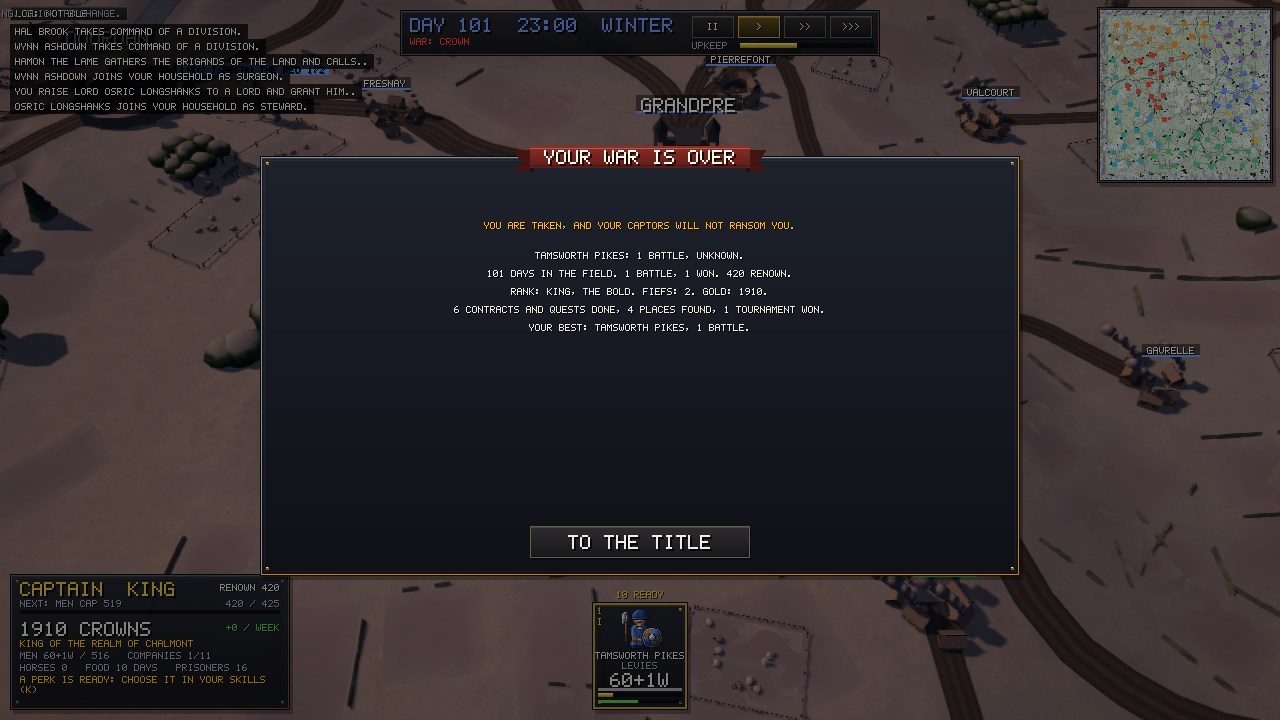 HAL BROOK TAKES COMMAND OF A DIVISION.
WYNN ASHDOWN TAKES COMMAND OF A DIVISION.
HAMON THE LAME GATHERS THE BRIGANDS OF THE LAND AND CALLS..
WYNN ASHDOWN JOINS YOUR HOUSEHOLD AS SURGEON.
YOU RAISE LORD OSRIC LONGSHANKS TO A LORD AND GRANT HIM..
OSRIC LONGSHANKS JOINS YOUR HOUSEHOLD AS STEWARD.
DAY 101 23:00 WINTER
WAR: CROWN
II > >> >>>
UPKEEP
PIERREFONT
FRESNAY
GRANDPRE
VALCOURT
YOUR WAR IS OVER
YOU ARE TAKEN, AND YOUR CAPTORS WILL NOT RANSOM YOU.
TAMSWORTH PIKES: 1 BATTLE, UNKNOWN.
101 DAYS IN THE FIELD. 1 BATTLE, 1 WON. 420 RENOWN.
RANK: KING, THE BOLD. FIEFS: 2. GOLD: 1910.
6 CONTRACTS AND QUESTS DONE, 4 PLACES FOUND, 1 TOURNAMENT WON.
YOUR BEST: TAMSWORTH PIKES, 1 BATTLE.
GAVRELLE
TO THE TITLE
CAPTAIN KING RENOWN 420
NEXT: MEN CAP 519 420 / 425
1910 CROWNS +0 / WEEK
KING OF THE REALM OF CHALMONT
MEN 60+1W / 516 COMPANIES 1/11
HORSES 0 FOOD 10 DAYS PRISONERS 16
A PERK IS READY: CHOOSE IT IN YOUR SKILLS
(K)
10 READY
1
I
TAMSWORTH PIKES
LEVIES
60+1W